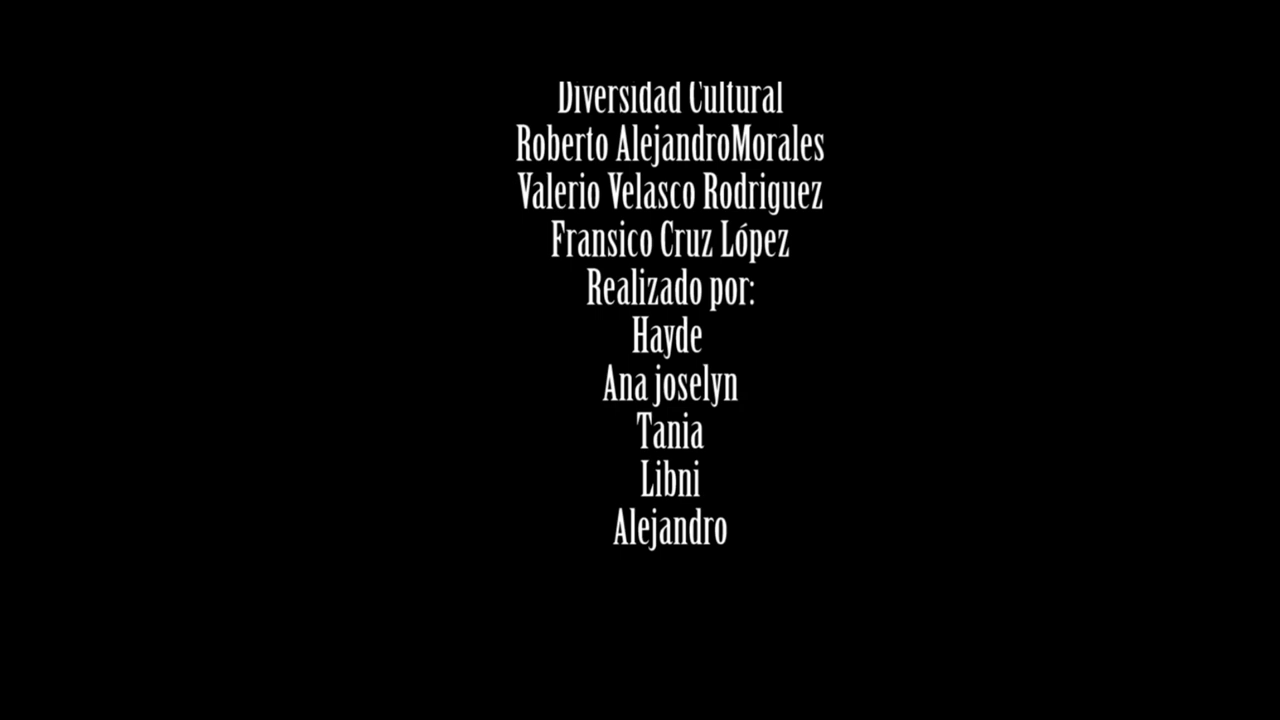 Diversidad Cultural
Roberto AlejandroMorales
Valerio Velasco Rodriguez
Fransico Cruz López
Realizado por:
Hayde
Ana joselyn
Tania
Libni
Alejandro